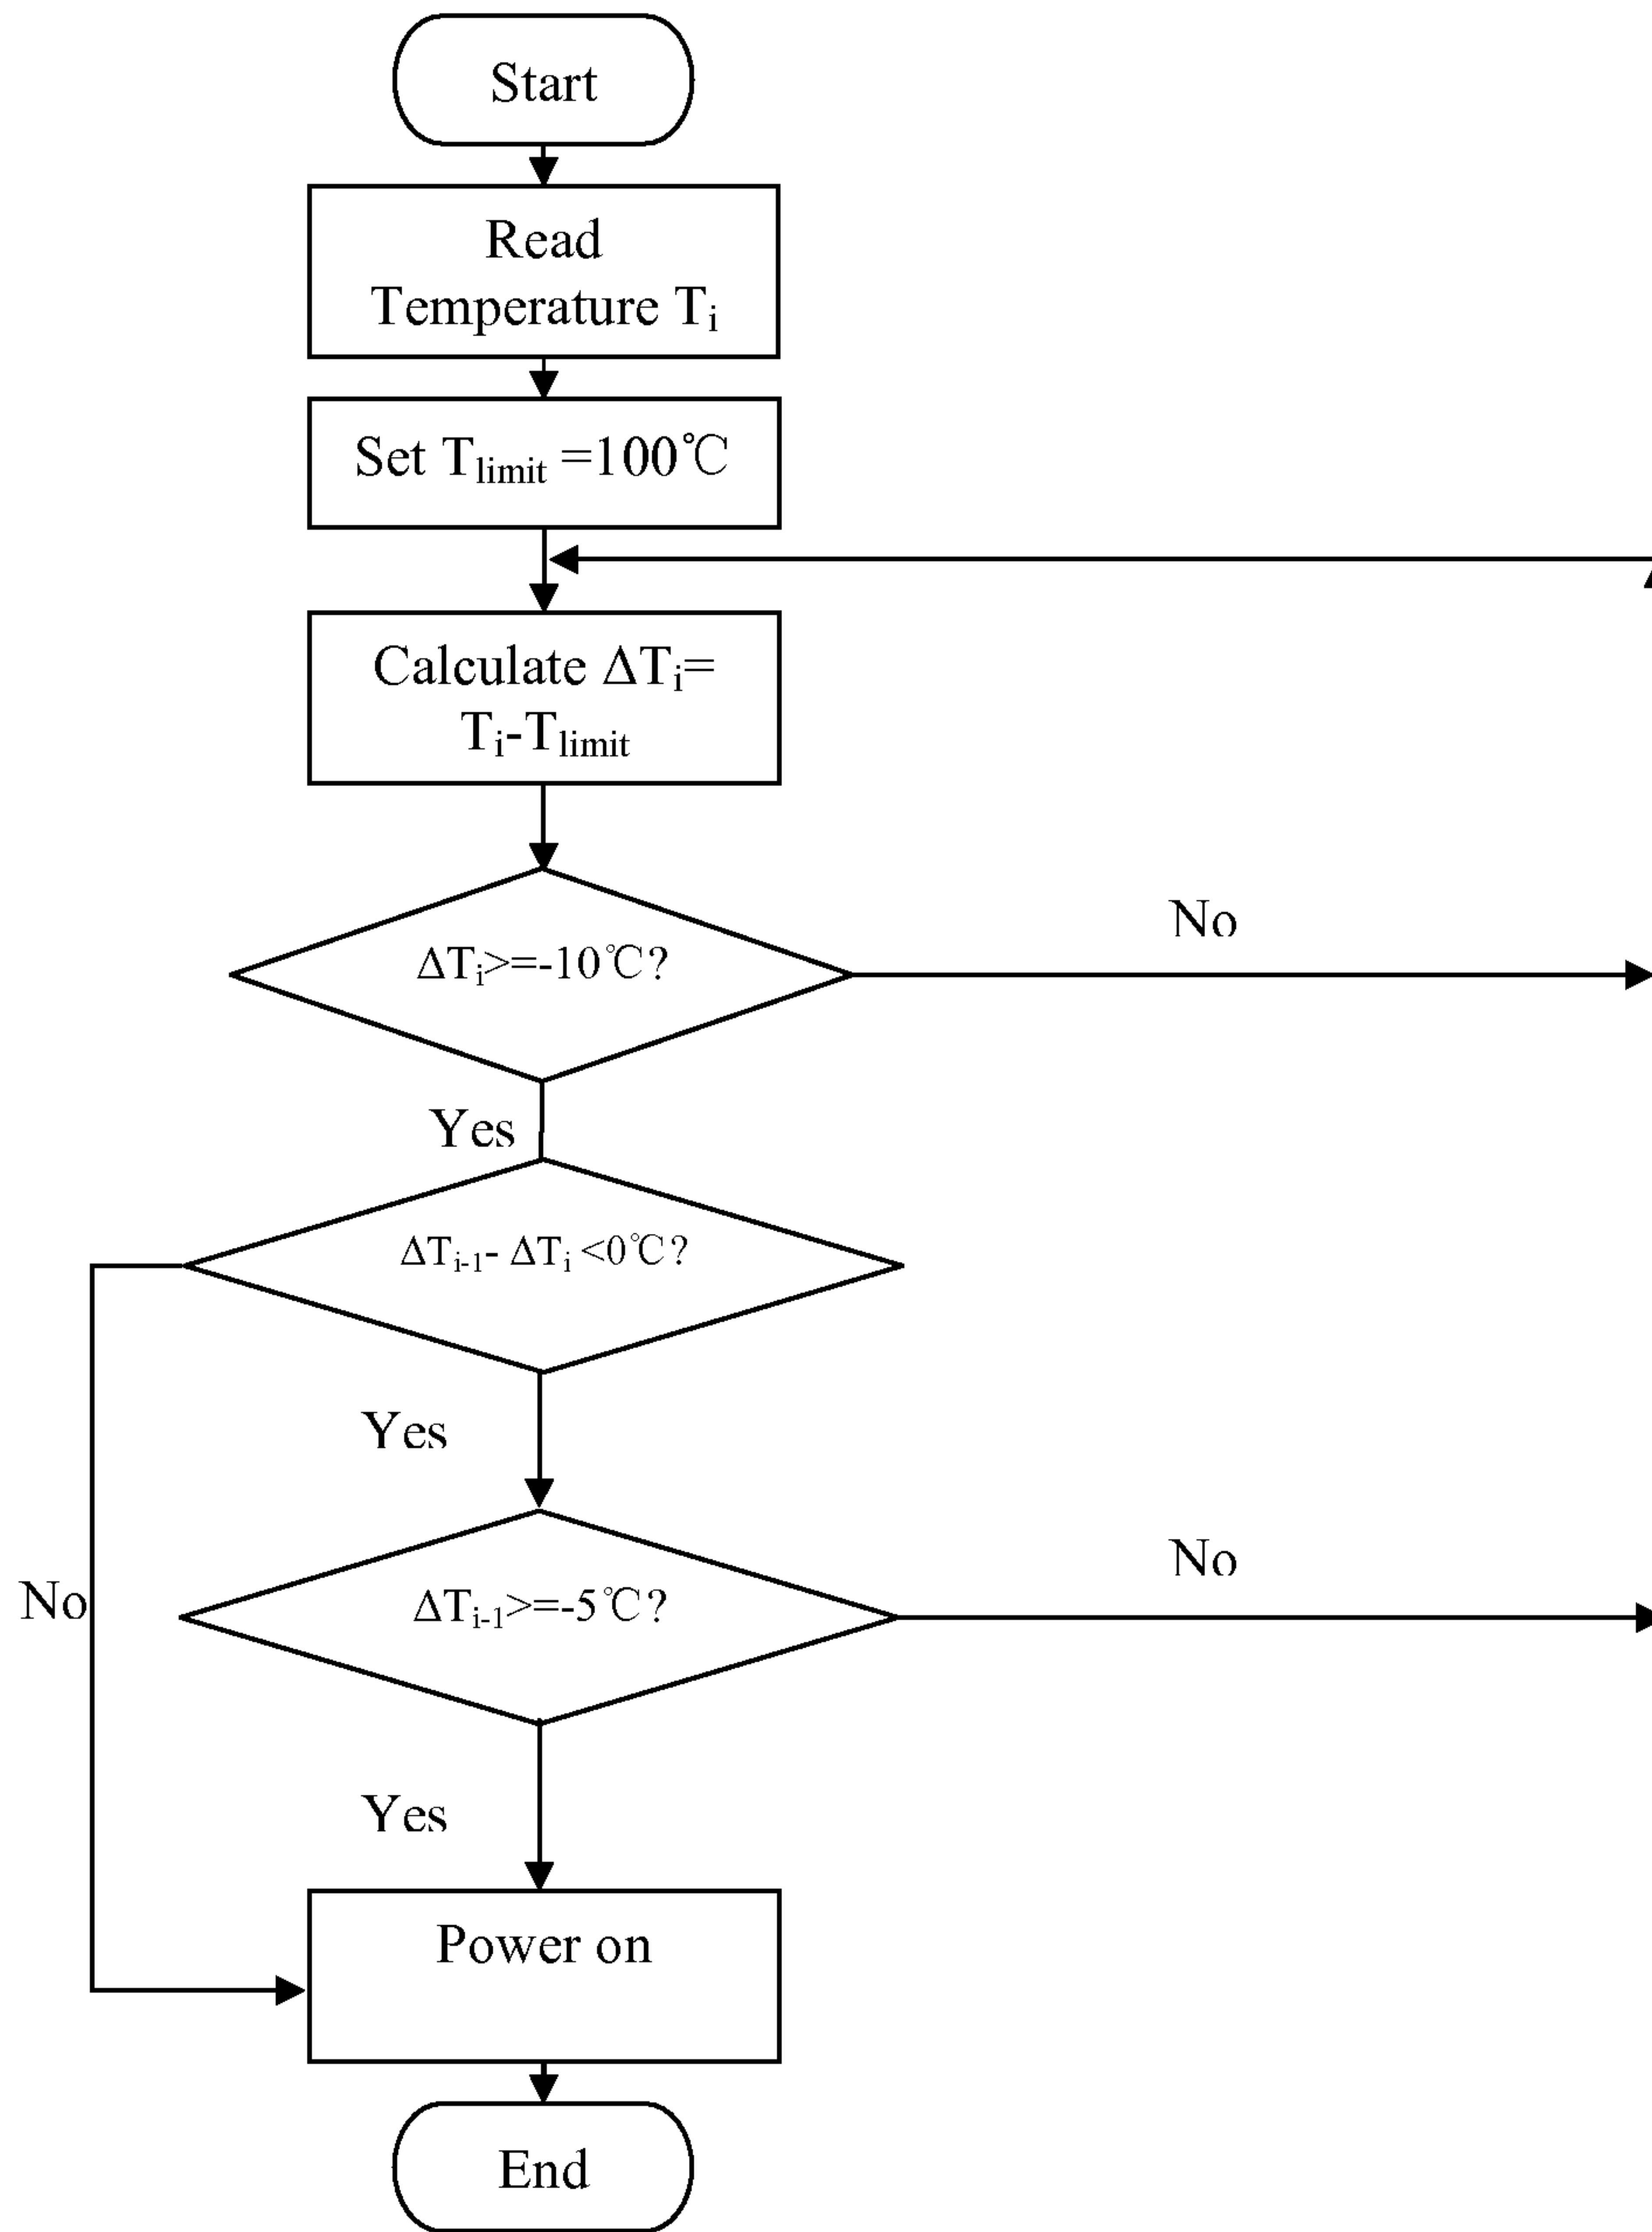 Start
Read
Temperature Ti
Set Tlimit =100℃
Calculate ΔTi=
Ti-Tlimit
ΔTi>=-10℃?
No
Yes
ΔTi-1- ΔTi <0℃?
Yes
No
ΔTi-1>=-5℃?
No
Yes
Power on
End